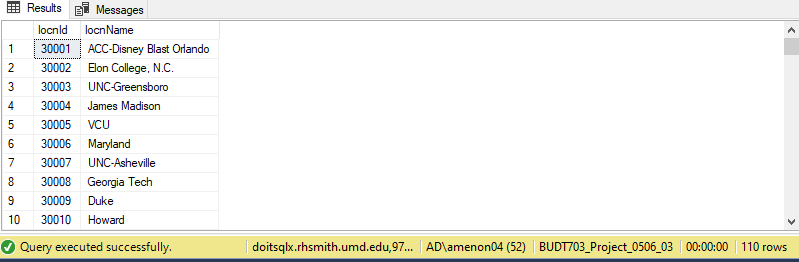 Results Messages
locnId locnName
1 30001 ACC-Disney Blast Orlando
2 30002 Elon College, N.C.
3 30003 UNC-Greensboro
4 30004 James Madison
5 30005 VCU
6 30006 Maryland
7 30007 UNC-Asheville
8 30008 Georgia Tech
9 30009 Duke
10 30010 Howard
Query executed successfully. doitsqlx.rhsmith.umd.edu,97... AD\amenon04 (52) BUDT703_Project_0506_03 00:00:00 110 rows